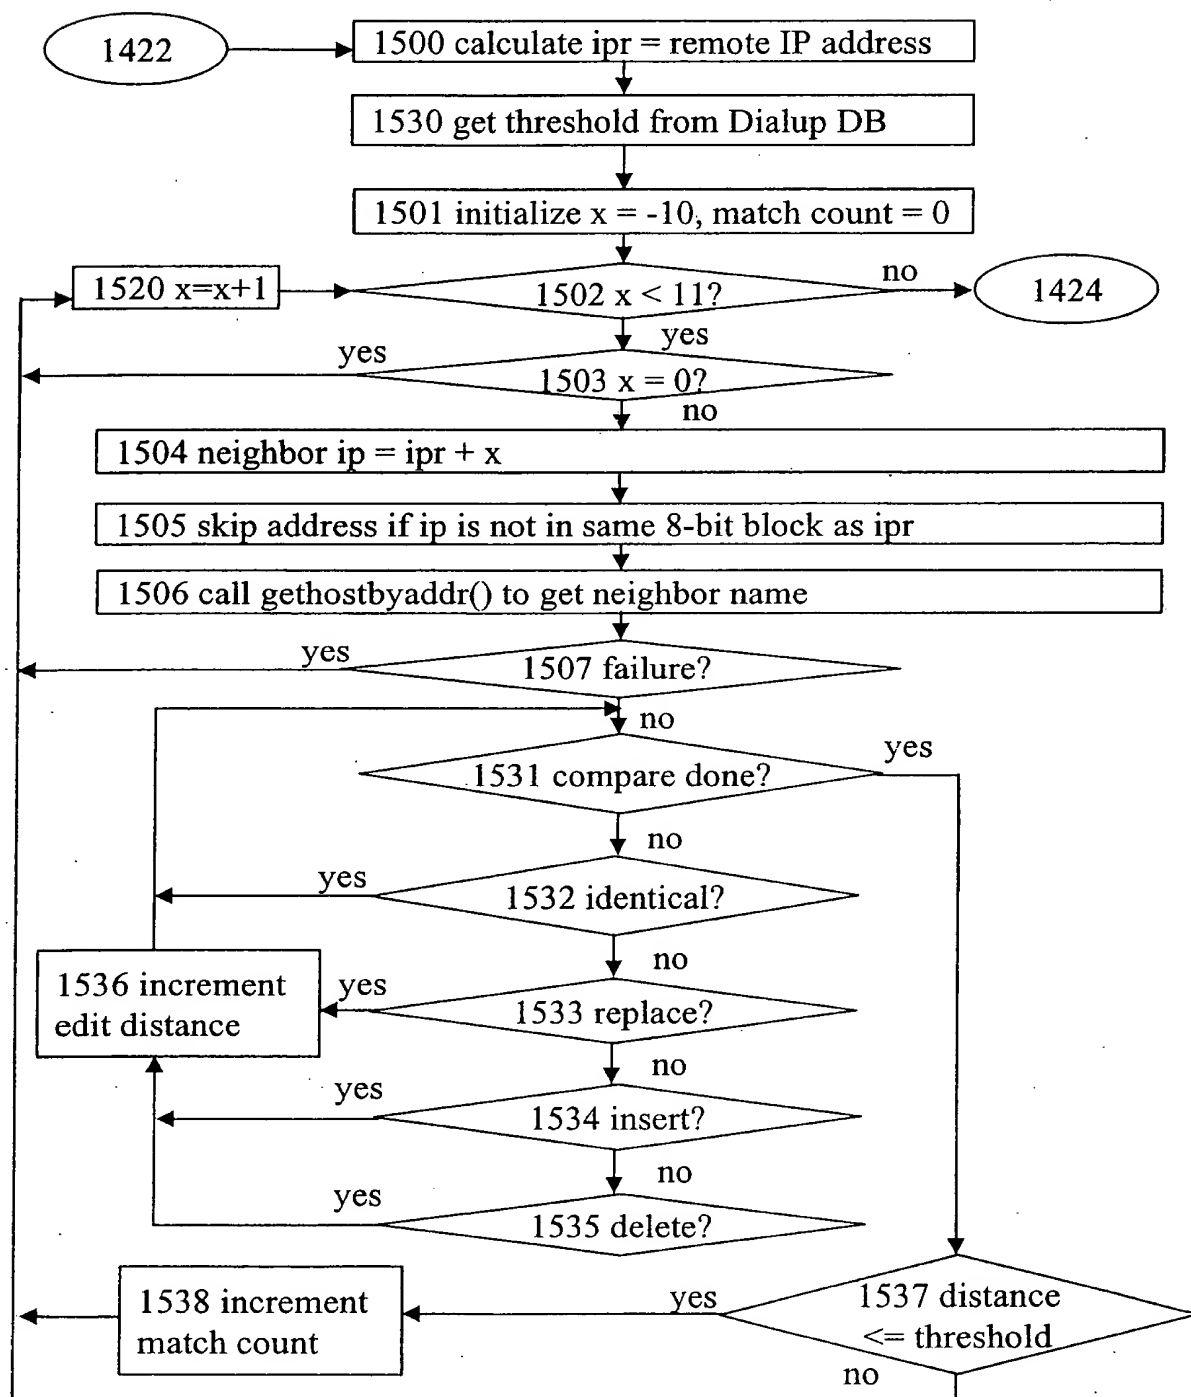 1422
1500 calculate ipr = remote IP address
1530 get threshold from Dialup DB
1501 initialize x = -10, match count = 0
1520 x=x+1
1502 x < 11?
no
1424
yes
yes
1503 x = 0?
no
1504 neighbor ip = ipr + x
1505 skip address if ip is not in same 8-bit block as ipr
1506 call gethostbyaddr() to get neighbor name
yes
1507 failure?
no
yes
1531 compare done?
no
yes
1532 identical?
no
1536 increment
edit distance
yes
1533 replace?
no
yes
1534 insert?
no
yes
1535 delete?
1538 increment
match count
yes
1537 distance
<= threshold
no